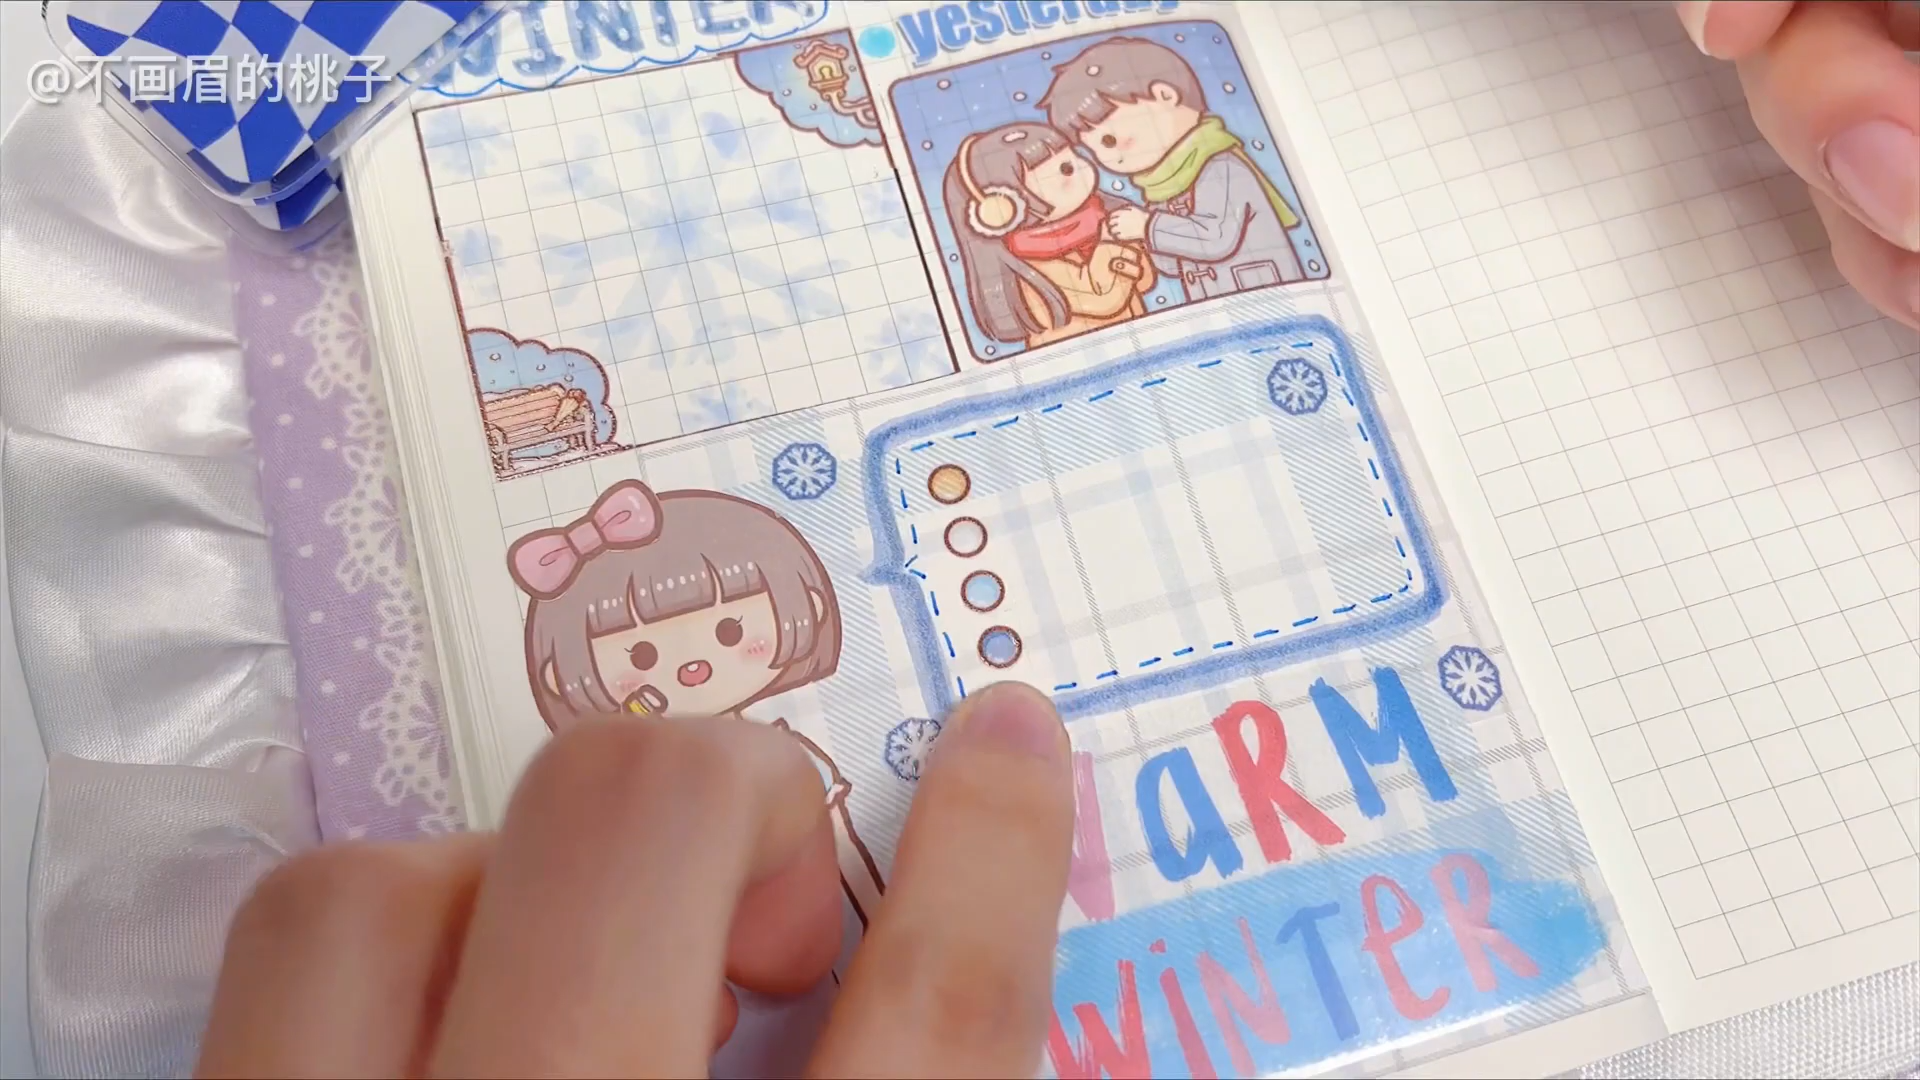 @不画眉的桃子
WINTER
yesterday
WARM
WINTER